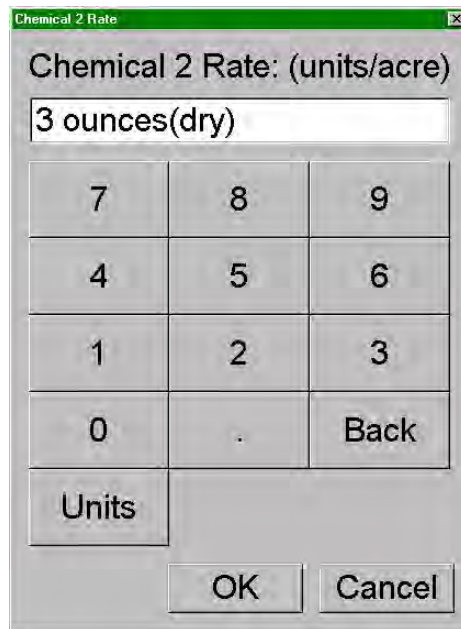 Chemical 2 Rate
Chemical 2 Rate: (units/acre)
3 ounces(dry)
7 8 9
4 5 6
1 2 3
0 . Back
Units
OK Cancel